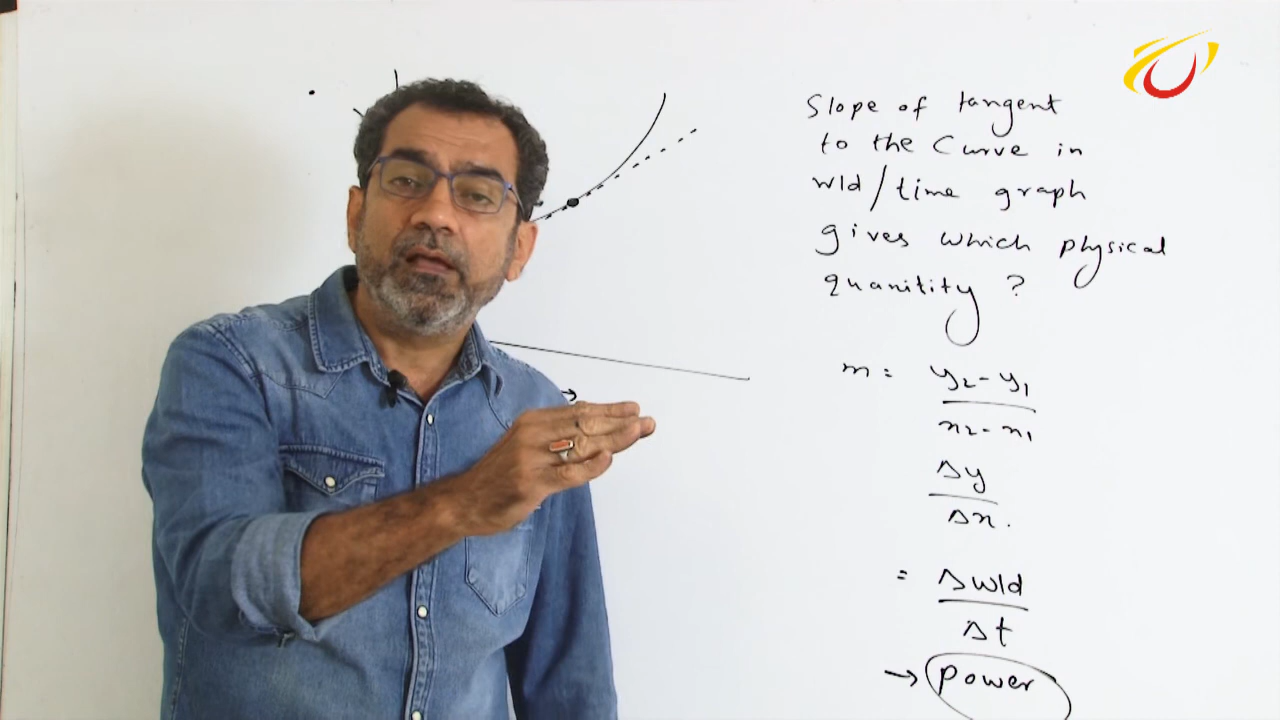 Slope of tangent
to the Curve in
wld/time graph
gives which physical
quanitity ?
m = y₂ - y₁
x₂ - x₁
Δy
Δx.
= Δwld
Δt
→ power